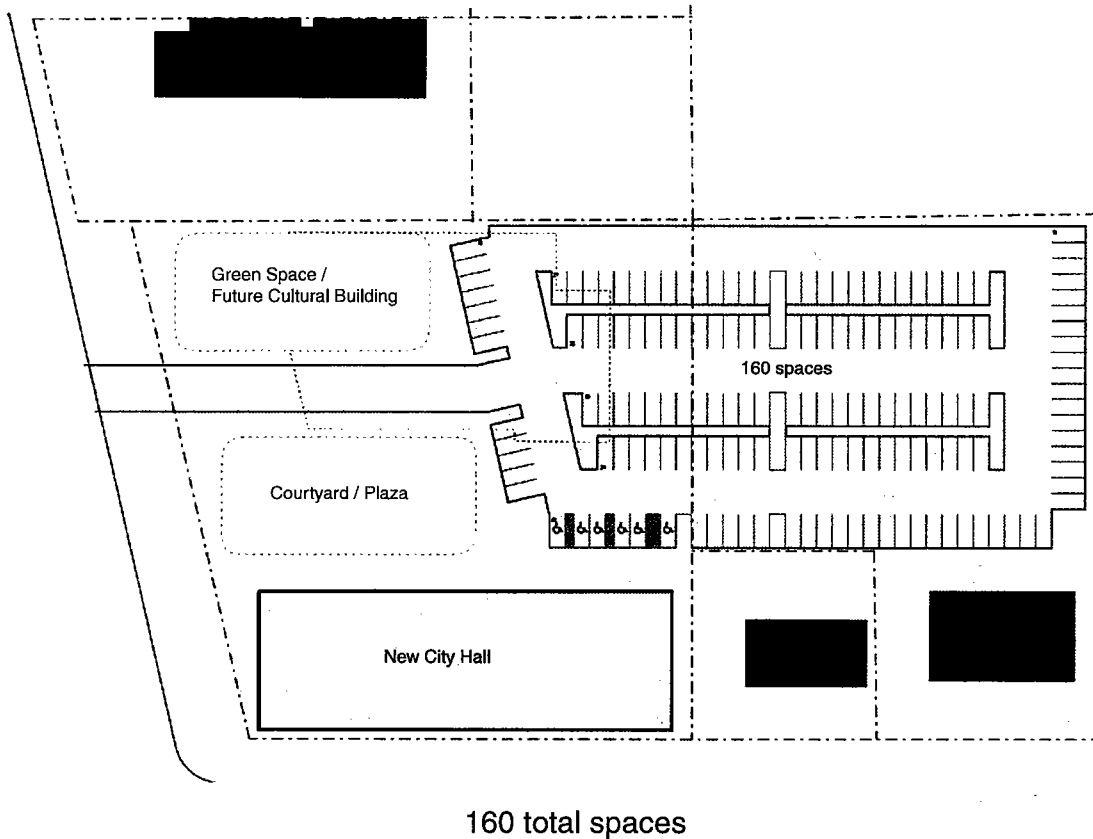 Green Space /
Future Cultural Building
160 spaces
Courtyard / Plaza
New City Hall
160 total spaces